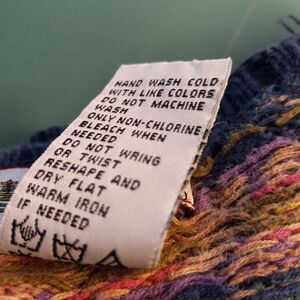 HAND WASH COLD
WITH LIKE COLORS
DO NOT MACHINE
WASH
ONLY NON-CHLORINE
BLEACH WHEN
NEEDED
DO NOT WRING
OR TWIST
RESHAPE AND
DRY FLAT
WARM IRON
IF NEEDED